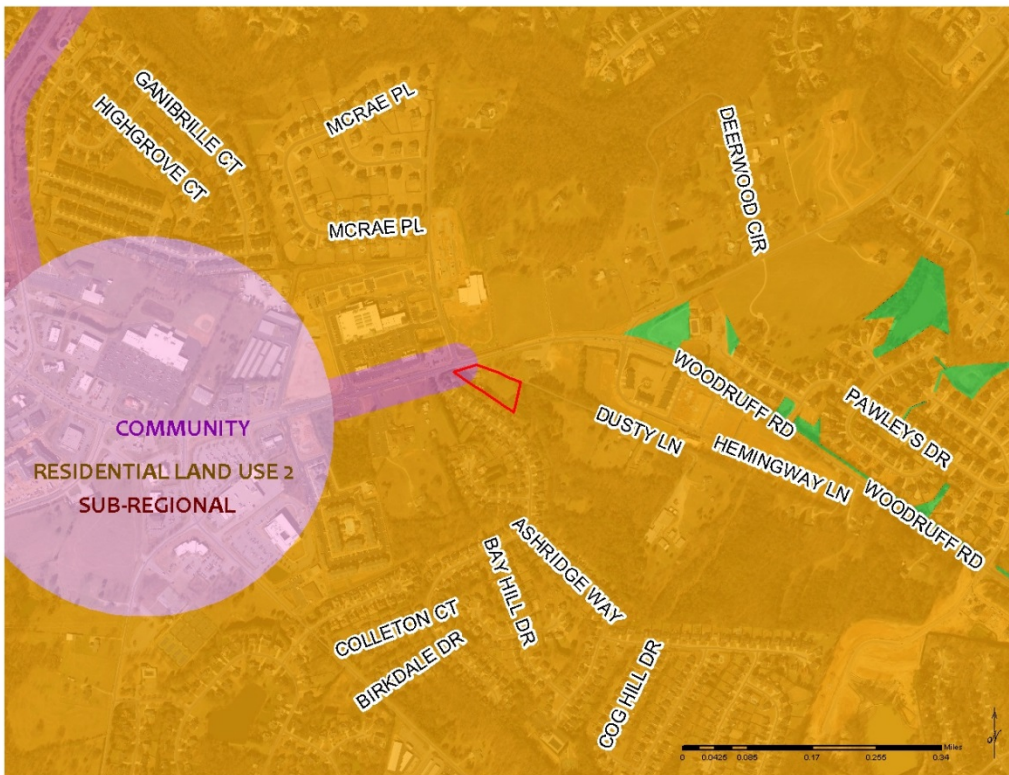 GANIBRILLE CT
HIGHGROVE CT
MCRAE PL
MCRAE PL
DEERWOOD CIR
COMMUNITY
RESIDENTIAL LAND USE 2
SUB-REGIONAL
WOODRUFF RD
PAWLEYS DR
DUSTY LN
HEMINGWAY LN
WOODRUFF RD
ASHRIDGE WAY
BAY HILL DR
COLLETON CT
BIRKDALE DR
COG HILL DR
Miles
0 0.0425 0.085 0.17 0.255 0.34
N